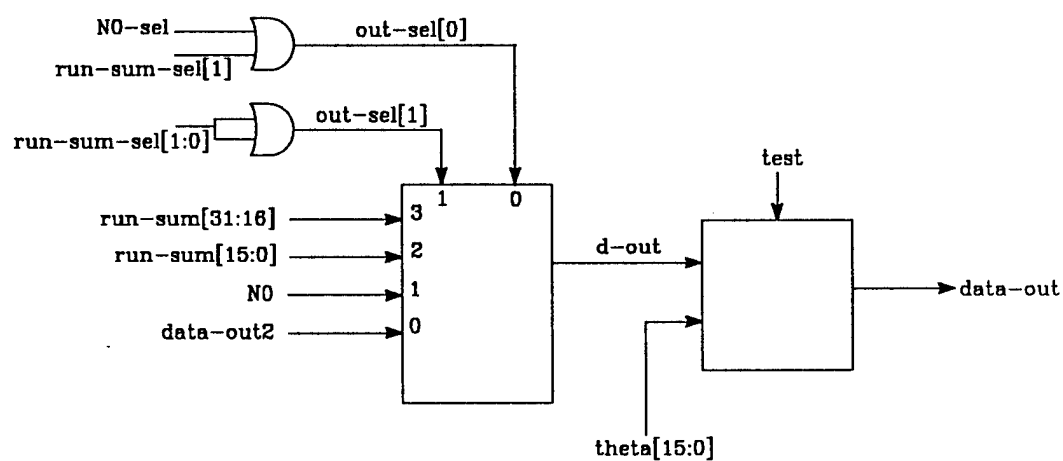 N0-sel
out-sel[0]
run-sum-sel[1]
out-sel[1]
run-sum-sel[1:0]
test
1 0
run-sum[31:16] 3
run-sum[15:0] 2
d-out
N0 1
data-out
data-out2 0
theta[15:0]